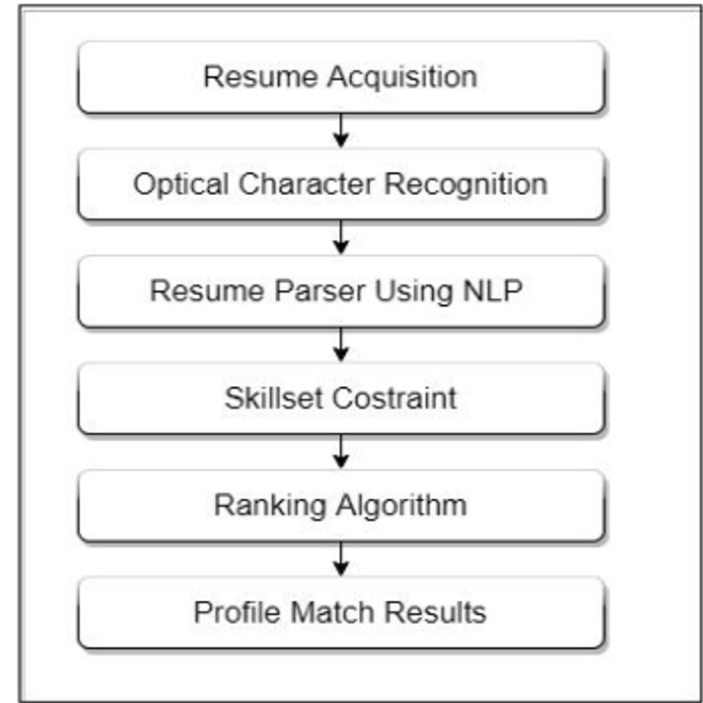 Resume Acquisition
Optical Character Recognition
Resume Parser Using NLP
Skillset Costraint
Ranking Algorithm
Profile Match Results